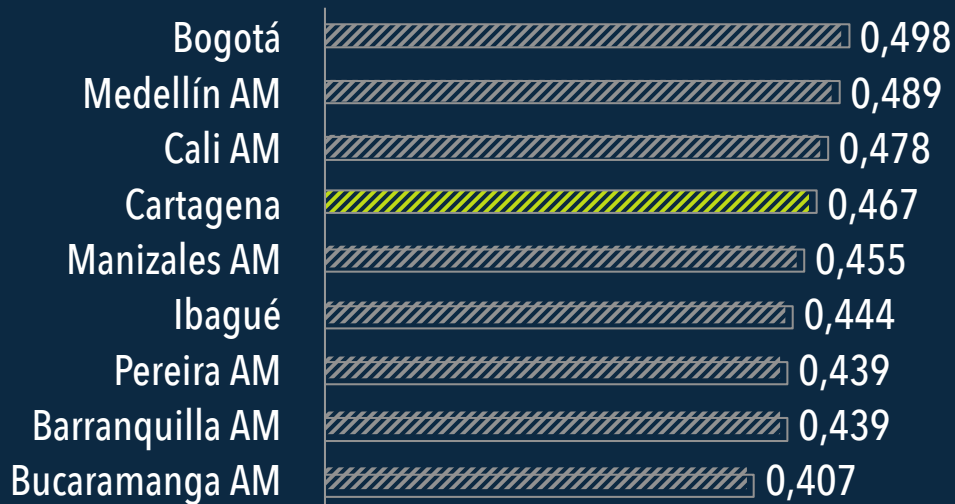 Bogotá 0,498
Medellín AM 0,489
Cali AM 0,478
Cartagena 0,467
Manizales AM 0,455
Ibagué 0,444
Pereira AM 0,439
Barranquilla AM 0,439
Bucaramanga AM 0,407